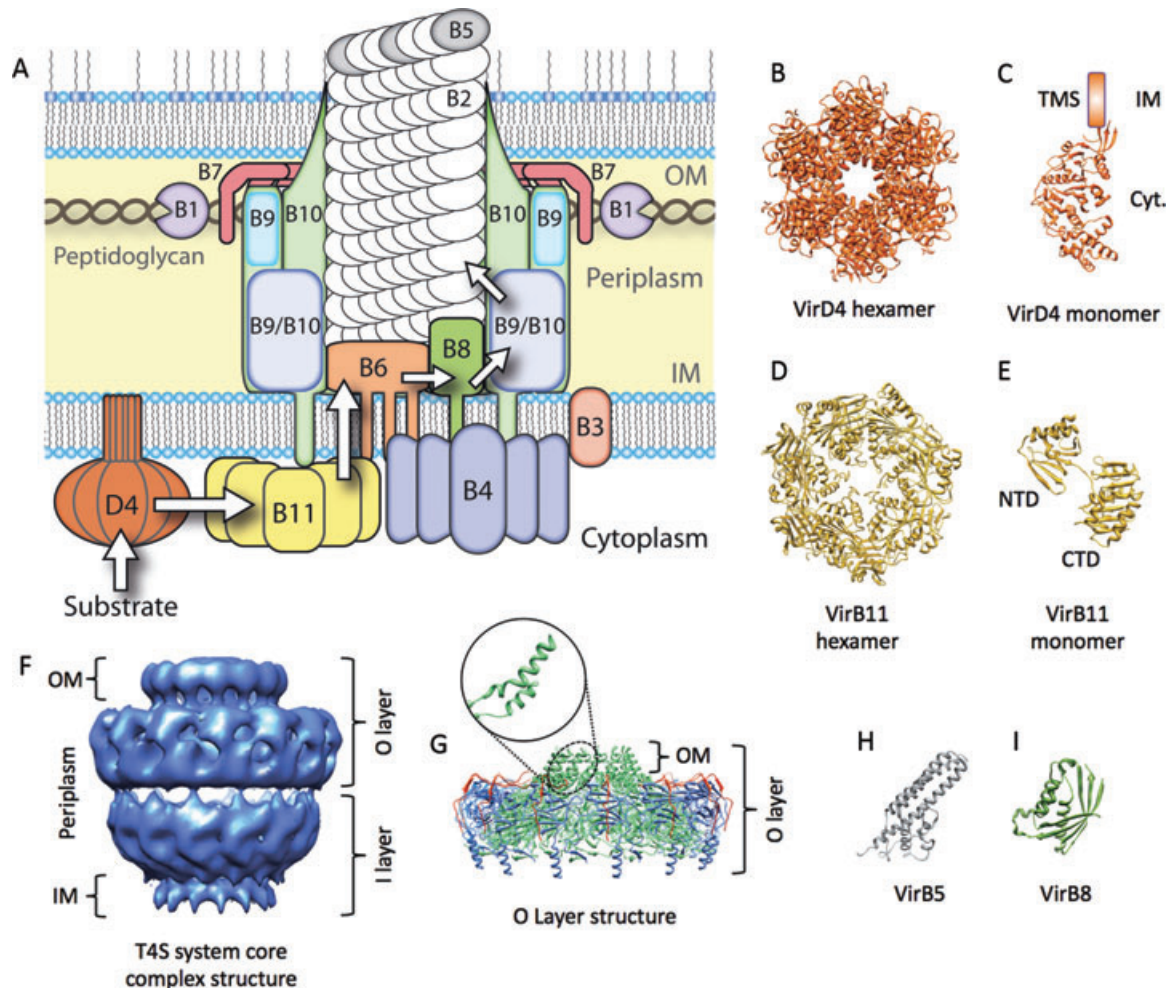 A
B5
B2
B7
B7
OM
B1
B9
B10
B10
B9
B1
Peptidoglycan
Periplasm
B9/B10
B9/B10
B8
B6
IM
B3
D4
B11
B4
Cytoplasm
Substrate
B
VirD4 hexamer
C
TMS
IM
Cyt.
VirD4 monomer
D
VirB11
hexamer
E
NTD
CTD
VirB11
monomer
F
OM
Periplasm
IM
O layer
I layer
T4S system core
complex structure
G
OM
O layer
O Layer structure
H
VirB5
I
VirB8